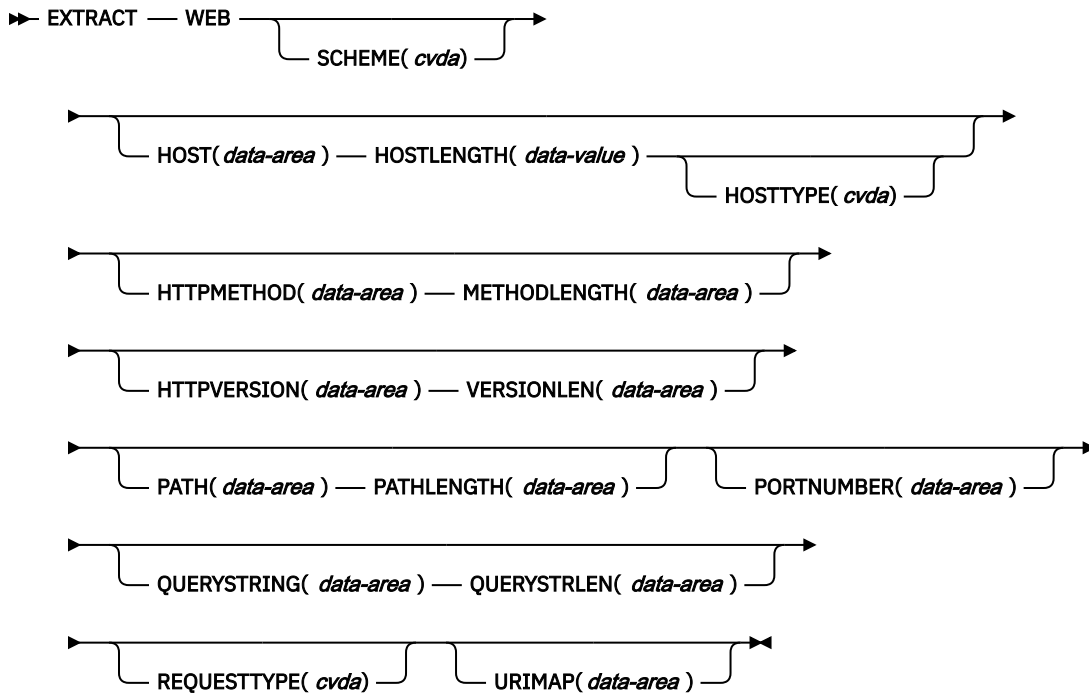 EXTRACT WEB
SCHEME( cvda)
HOST( data-area ) HOSTLENGTH( data-value )
HOSTTYPE( cvda)
HTTPMETHOD( data-area ) METHODLENGTH( data-area )
HTTPVERSION( data-area ) VERSIONLEN( data-area )
PATH( data-area ) PATHLENGTH( data-area ) PORTNUMBER( data-area )
QUERYSTRING( data-area ) QUERYSTRLEN( data-area )
REQUESTTYPE( cvda) URIMAP( data-area )